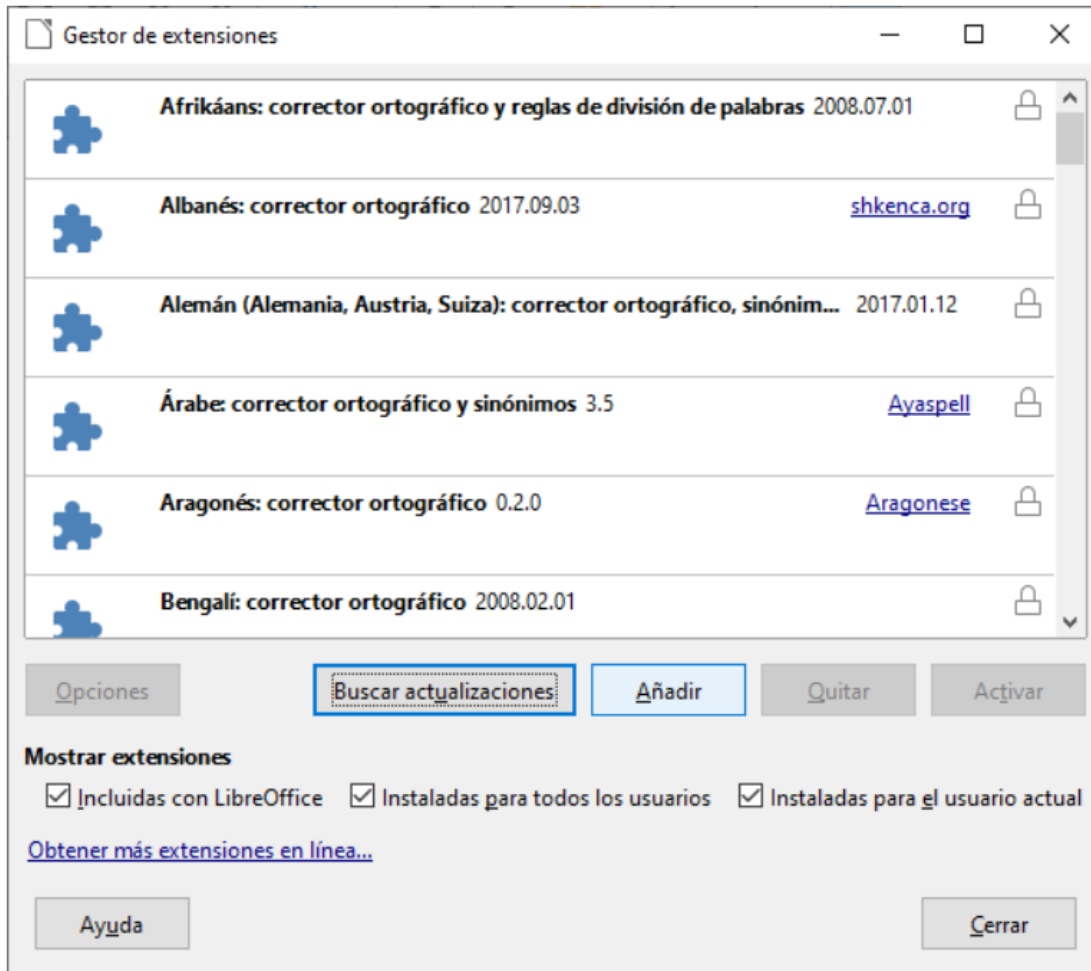 Gestor de extensiones
Afrikáans: corrector ortográfico y reglas de división de palabras 2008.07.01
Albanés: corrector ortográfico 2017.09.03 shkenca.org
Alemán (Alemania, Austria, Suiza): corrector ortográfico, sinónim... 2017.01.12
Árabe: corrector ortográfico y sinónimos 3.5 Ayaspell
Aragonés: corrector ortográfico 0.2.0 Aragonese
Bengalí: corrector ortográfico 2008.02.01
Opciones Buscar actualizaciones Añadir Quitar Activar
Mostrar extensiones
Incluidas con LibreOffice Instaladas para todos los usuarios Instaladas para el usuario actual
Obtener más extensiones en línea...
Ayuda Cerrar